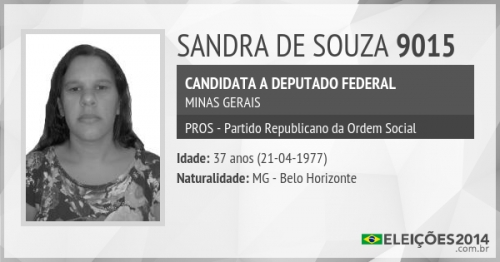 SANDRA DE SOUZA 9015
CANDIDATA A DEPUTADO FEDERAL
MINAS GERAIS
PROS - Partido Republicano da Ordem Social
Idade: 37 anos (21-04-1977)
Naturalidade: MG - Belo Horizonte
ELEIÇÕES2014
.com.br